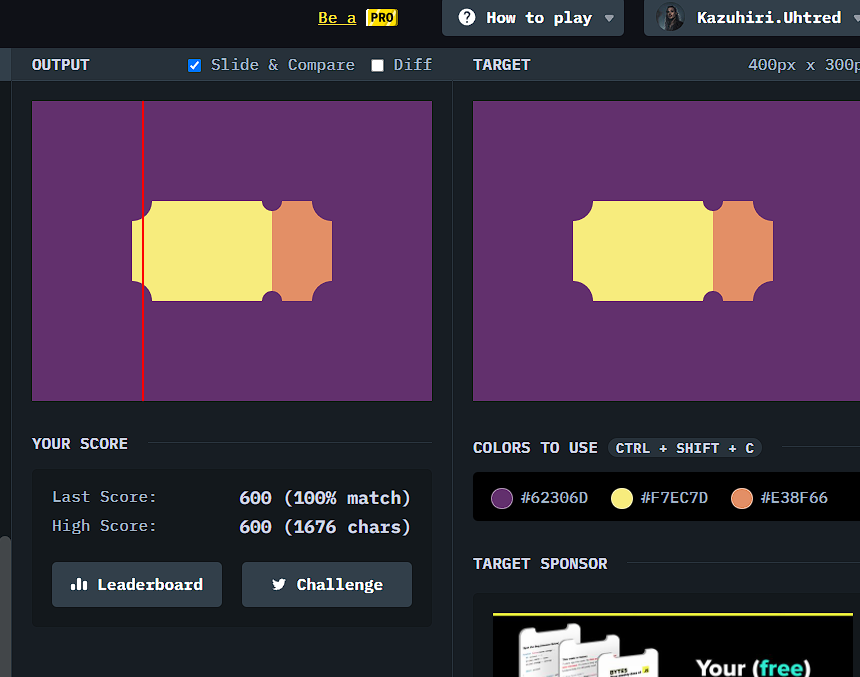 Be a PRO
How to play
Kazuhiri.Uhtred
OUTPUT
Slide & Compare
Diff
TARGET
400px x 300p
YOUR SCORE
Last Score: 600 (100% match)
High Score: 600 (1676 chars)
Leaderboard
Challenge
COLORS TO USE CTRL + SHIFT + C
#62306D #F7EC7D #E38F66
TARGET SPONSOR
BYTES
Your (free)